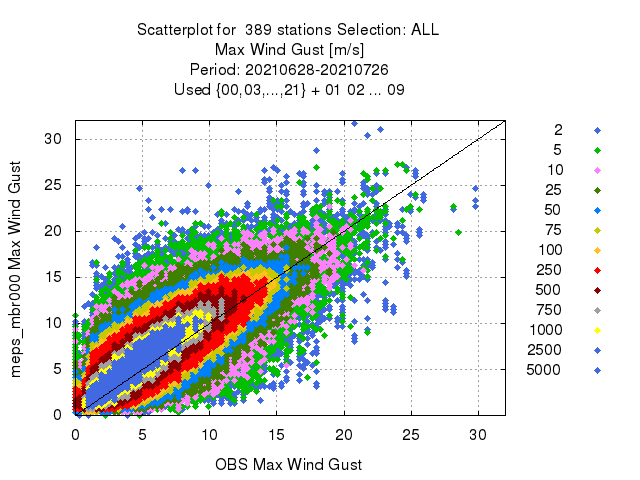 Scatterplot for 389 stations Selection: ALL
Max Wind Gust [m/s]
Period: 20210628-20210726
Used {00,03,...,21} + 01 02 ... 09
meps_mbr000 Max Wind Gust
30
25
20
15
10
5
0
0 5 10 15 20 25 30
OBS Max Wind Gust
2
5
10
25
50
75
100
250
500
750
1000
2500
5000